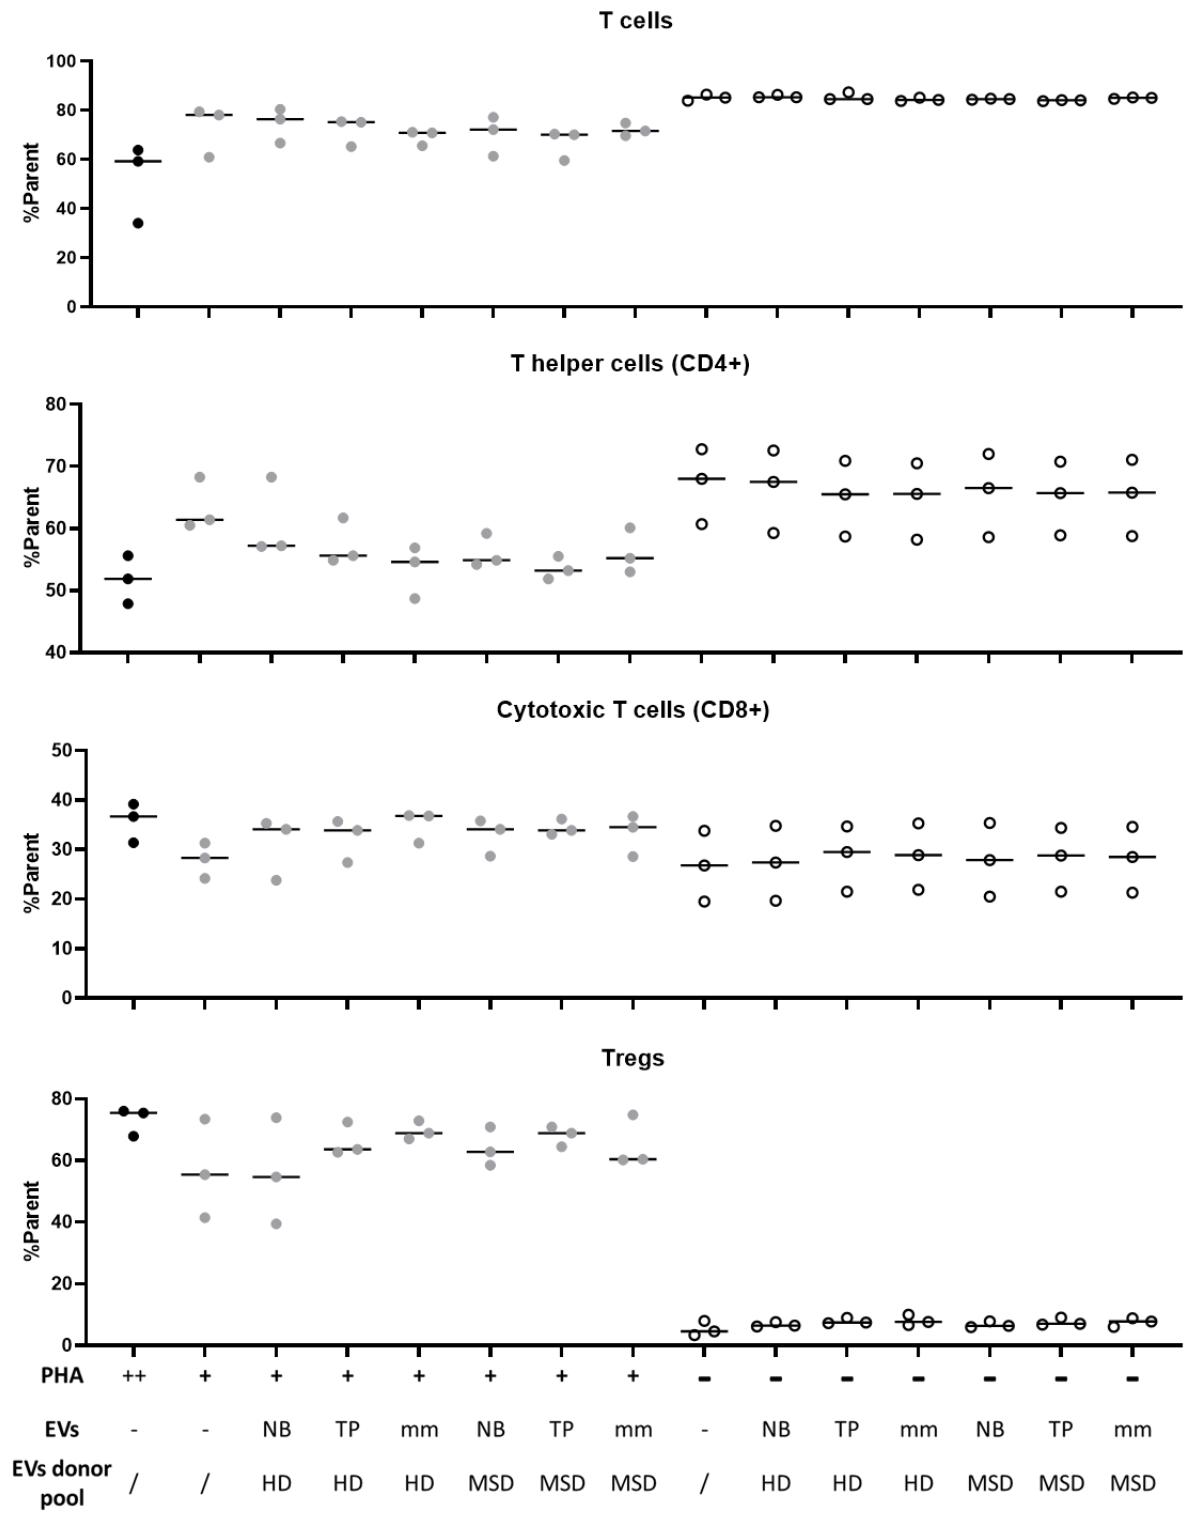 T cells
100
80
60
40
20
0
%Parent
T helper cells (CD4+)
80
70
60
50
40
%Parent
Cytotoxic T cells (CD8+)
50
40
30
20
10
0
%Parent
Tregs
80
60
40
20
0
%Parent
PHA ++ + + + + + + + - - - - - - -
EVs - - NB TP mm NB TP mm - NB TP mm NB TP mm
EVs donor pool / / HD HD HD MSD MSD MSD / HD HD HD MSD MSD MSD